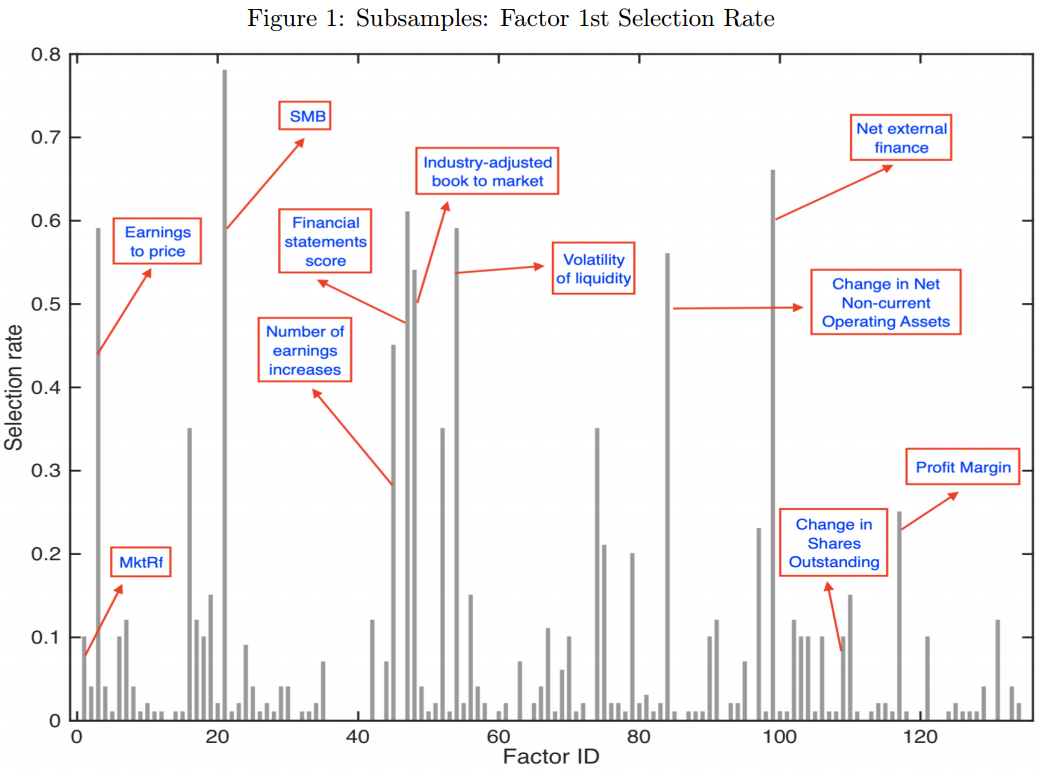 Figure 1: Subsamples: Factor 1st Selection Rate
0.8
0.7
0.6
0.5
0.4
0.3
0.2
0.1
0
Selection rate
SMB
Net external
finance
Industry-adjusted
book to market
Earnings
to price
Financial
statements
score
Volatility
of liquidity
Change in Net
Non-current
Operating Assets
Number of
earnings
increases
Profit Margin
Change in
Shares
Outstanding
MktRf
0 20 40 60 80 100 120
Factor ID